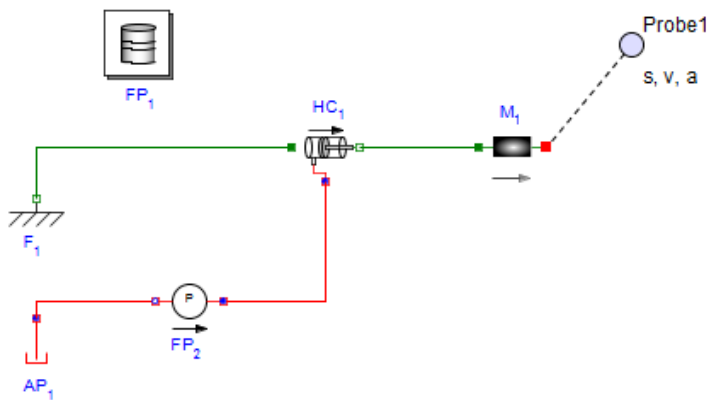 Probe1
s, v, a
FP1
HC1
M1
F1
P
FP2
AP1